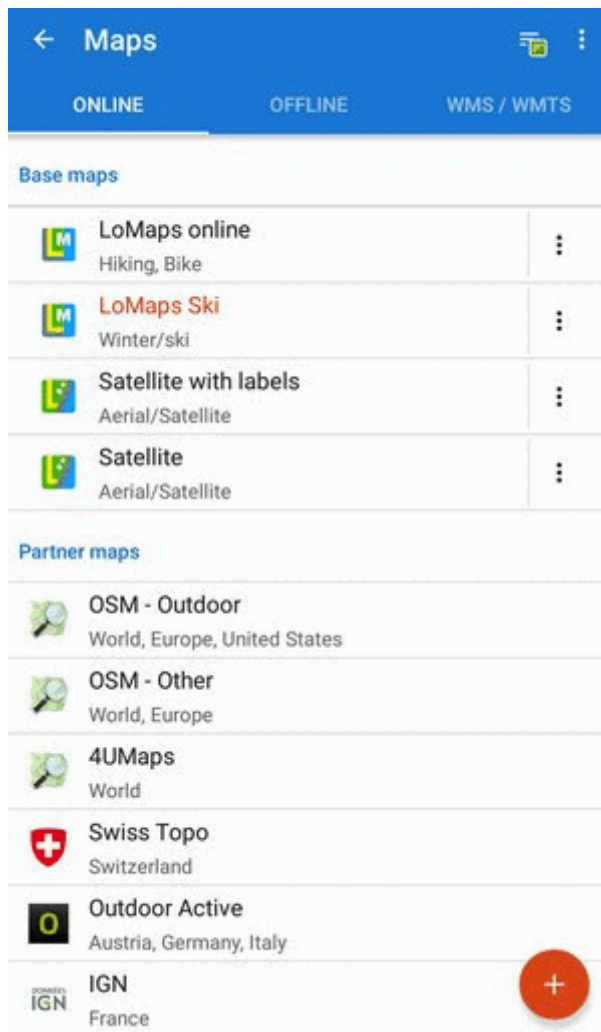 Maps
ONLINE OFFLINE WMS / WMTS
Base maps
LoMaps online
Hiking, Bike
LoMaps Ski
Winter/ski
Satellite with labels
Aerial/Satellite
Satellite
Aerial/Satellite
Partner maps
OSM - Outdoor
World, Europe, United States
OSM - Other
World, Europe
4UMaps
World
Swiss Topo
Switzerland
Outdoor Active
Austria, Germany, Italy
IGN
France